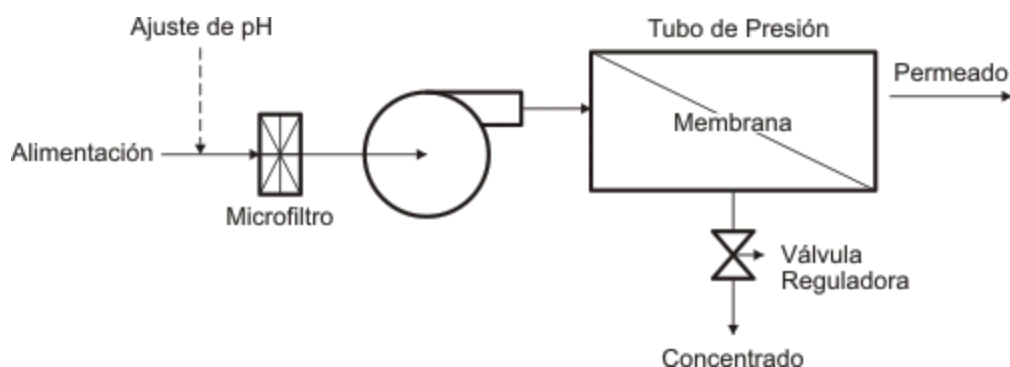 Ajuste de pH
Tubo de Presión
Permeado
Membrana
Alimentación
Microfiltro
Válvula
Reguladora
Concentrado